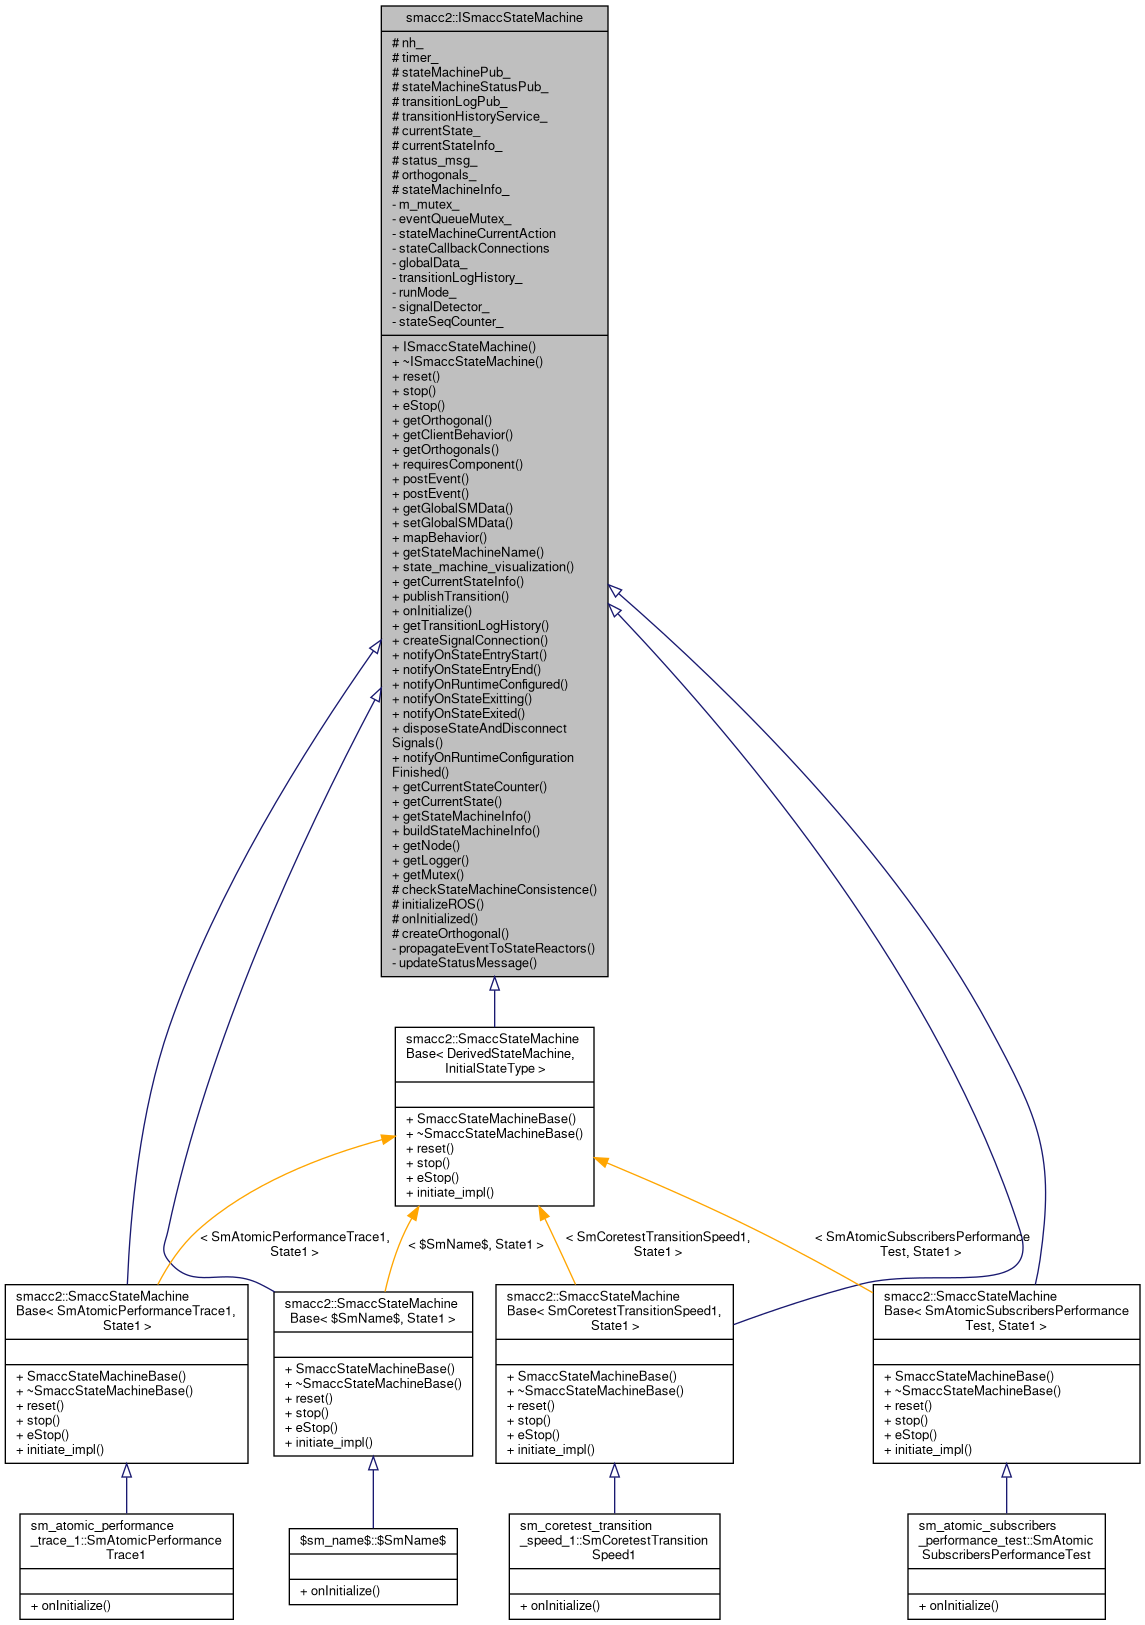 smacc2::ISmaccStateMachine
# nh_
# timer_
# stateMachinePub_
# stateMachineStatusPub_
# transitionLogPub_
# transitionHistoryService_
# currentState_
# currentStateInfo_
# status_msg_
# orthogonals_
# stateMachineInfo_
- m_mutex_
- eventQueueMutex_
- stateMachineCurrentAction
- stateCallbackConnections
- globalData_
- transitionLogHistory_
- runMode_
- signalDetector_
- stateSeqCounter_
+ ISmaccStateMachine()
+ ~ISmaccStateMachine()
+ reset()
+ stop()
+ eStop()
+ getOrthogonal()
+ getClientBehavior()
+ getOrthogonals()
+ requiresComponent()
+ postEvent()
+ postEvent()
+ getGlobalSMData()
+ setGlobalSMData()
+ mapBehavior()
+ getStateMachineName()
+ state_machine_visualization()
+ getCurrentStateInfo()
+ publishTransition()
+ onInitialize()
+ getTransitionLogHistory()
+ createSignalConnection()
+ notifyOnStateEntryStart()
+ notifyOnStateEntryEnd()
+ notifyOnRuntimeConfigured()
+ notifyOnStateExitting()
+ notifyOnStateExited()
+ disposeStateAndDisconnect
Signals()
+ notifyOnRuntimeConfiguration
Finished()
+ getCurrentStateCounter()
+ getCurrentState()
+ getStateMachineInfo()
+ buildStateMachineInfo()
+ getNode()
+ getLogger()
+ getMutex()
# checkStateMachineConsistence()
# initializeROS()
# onInitialized()
# createOrthogonal()
- propagateEventToStateReactors()
- updateStatusMessage()
smacc2::SmaccStateMachine
Base< DerivedStateMachine,
InitialStateType >
+ SmaccStateMachineBase()
+ ~SmaccStateMachineBase()
+ reset()
+ stop()
+ eStop()
+ initiate_impl()
< SmAtomicPerformanceTrace1,
State1 >
< $SmName$, State1 >
< SmCoretestTransitionSpeed1,
State1 >
< SmAtomicSubscribersPerformance
Test, State1 >
smacc2::SmaccStateMachine
Base< SmAtomicPerformanceTrace1,
State1 >
+ SmaccStateMachineBase()
+ ~SmaccStateMachineBase()
+ reset()
+ stop()
+ eStop()
+ initiate_impl()
smacc2::SmaccStateMachine
Base< $SmName$, State1 >
+ SmaccStateMachineBase()
+ ~SmaccStateMachineBase()
+ reset()
+ stop()
+ eStop()
+ initiate_impl()
smacc2::SmaccStateMachine
Base< SmCoretestTransitionSpeed1,
State1 >
+ SmaccStateMachineBase()
+ ~SmaccStateMachineBase()
+ reset()
+ stop()
+ eStop()
+ initiate_impl()
smacc2::SmaccStateMachine
Base< SmAtomicSubscribersPerformance
Test, State1 >
+ SmaccStateMachineBase()
+ ~SmaccStateMachineBase()
+ reset()
+ stop()
+ eStop()
+ initiate_impl()
sm_atomic_performance
_trace_1::SmAtomicPerformance
Trace1
+ onInitialize()
$sm_name$::$SmName$
+ onInitialize()
sm_coretest_transition
_speed_1::SmCoretestTransition
Speed1
+ onInitialize()
sm_atomic_subscribers
_performance_test::SmAtomic
SubscribersPerformanceTest
+ onInitialize()